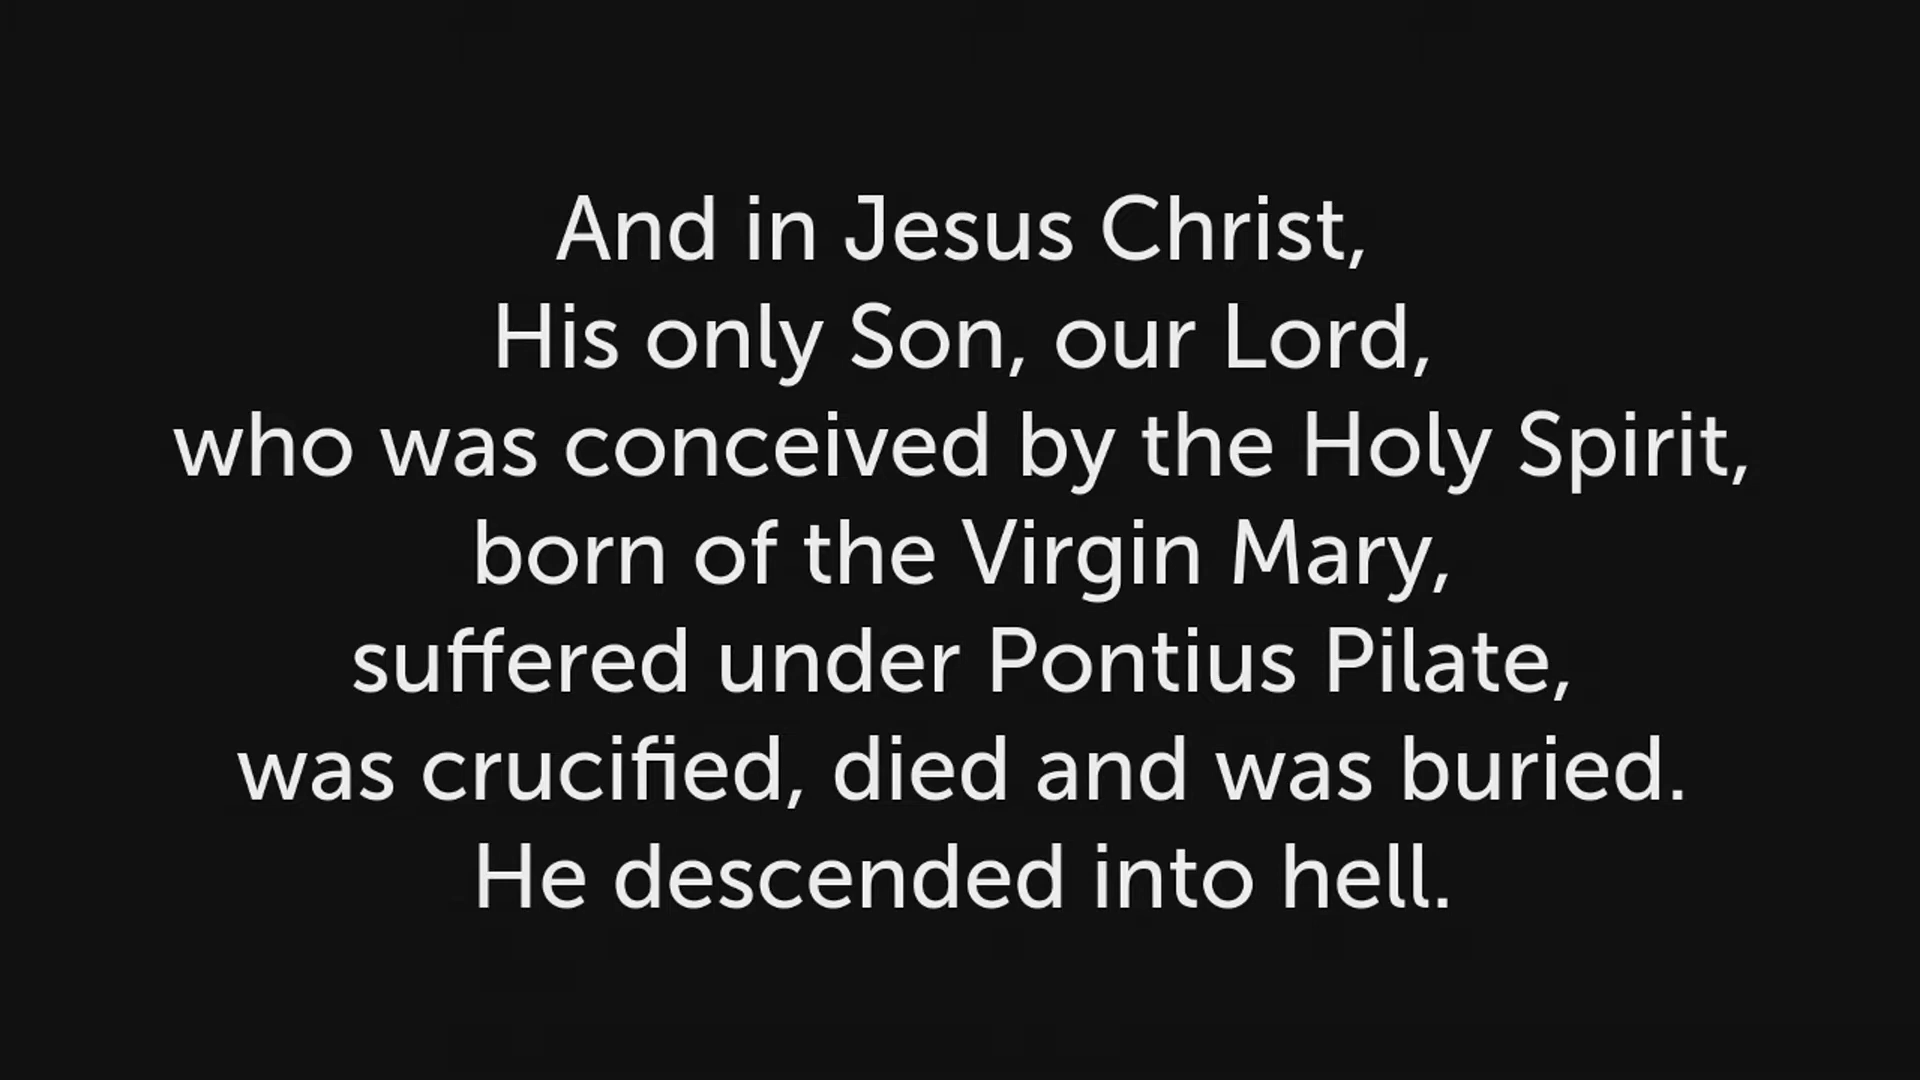 And in Jesus Christ,
His only Son, our Lord,
who was conceived by the Holy Spirit,
born of the Virgin Mary,
suffered under Pontius Pilate,
was crucified, died and was buried.
He descended into hell.